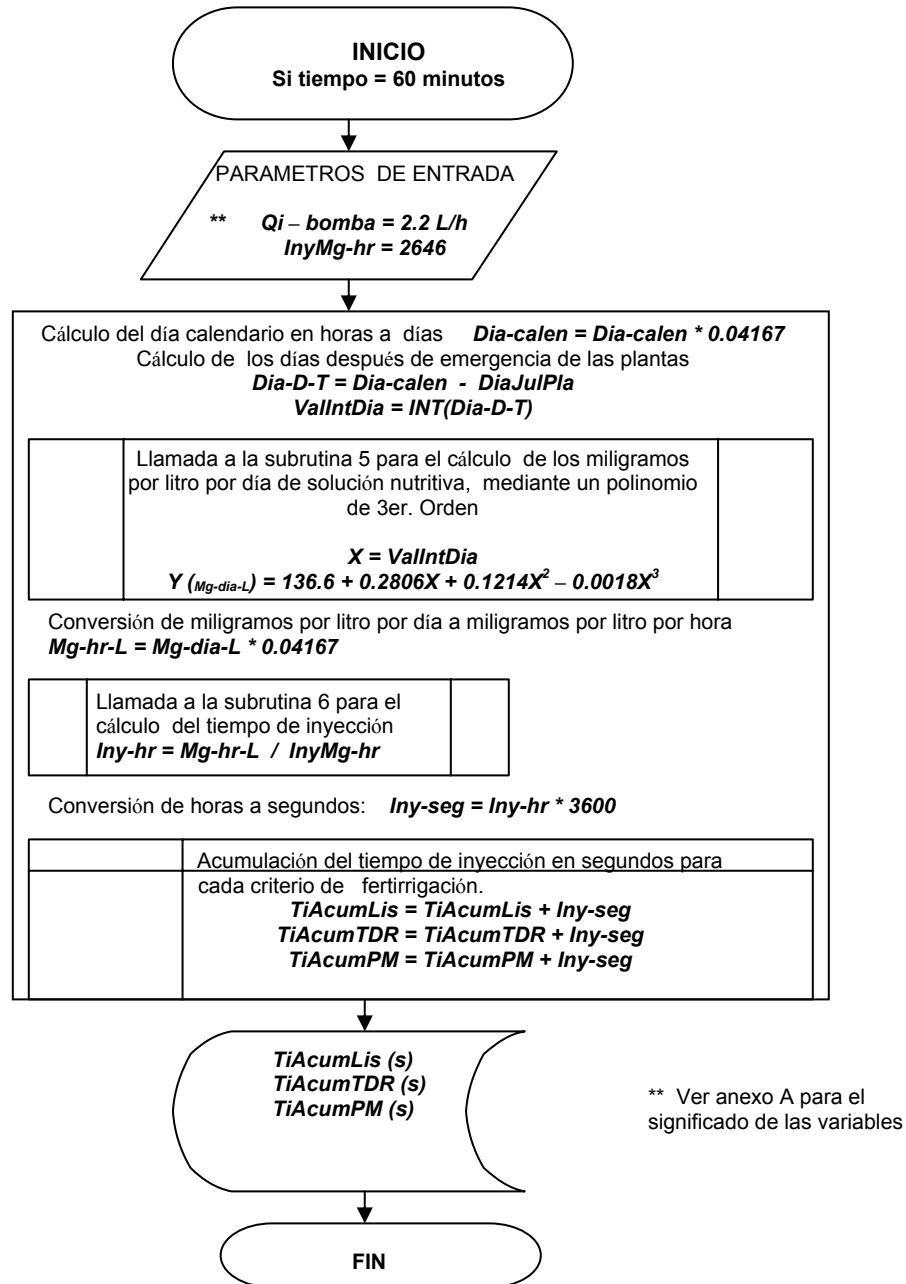 INICIO
Si tiempo = 60 minutos
PARAMETROS DE ENTRADA
** Qi – bomba = 2.2 L/h
InyMg-hr = 2646
Cálculo del día calendario en horas a días Dia-calen = Dia-calen * 0.04167
Cálculo de los días después de emergencia de las plantas
Dia-D-T = Dia-calen - DiaJulPla
ValIntDia = INT(Dia-D-T)
Llamada a la subrutina 5 para el cálculo de los miligramos
por litro por día de solución nutritiva, mediante un polinomio
de 3er. Orden
X = ValIntDia
Y (Mg-dia-L) = 136.6 + 0.2806X + 0.1214X² – 0.0018X³
Conversión de miligramos por litro por día a miligramos por litro por hora
Mg-hr-L = Mg-dia-L * 0.04167
Llamada a la subrutina 6 para el
cálculo del tiempo de inyección
Iny-hr = Mg-hr-L / InyMg-hr
Conversión de horas a segundos: Iny-seg = Iny-hr * 3600
Acumulación del tiempo de inyección en segundos para
cada criterio de fertirrigación.
TiAcumLis = TiAcumLis + Iny-seg
TiAcumTDR = TiAcumTDR + Iny-seg
TiAcumPM = TiAcumPM + Iny-seg
TiAcumLis (s)
TiAcumTDR (s)
TiAcumPM (s)
** Ver anexo A para el
significado de las variables
FIN